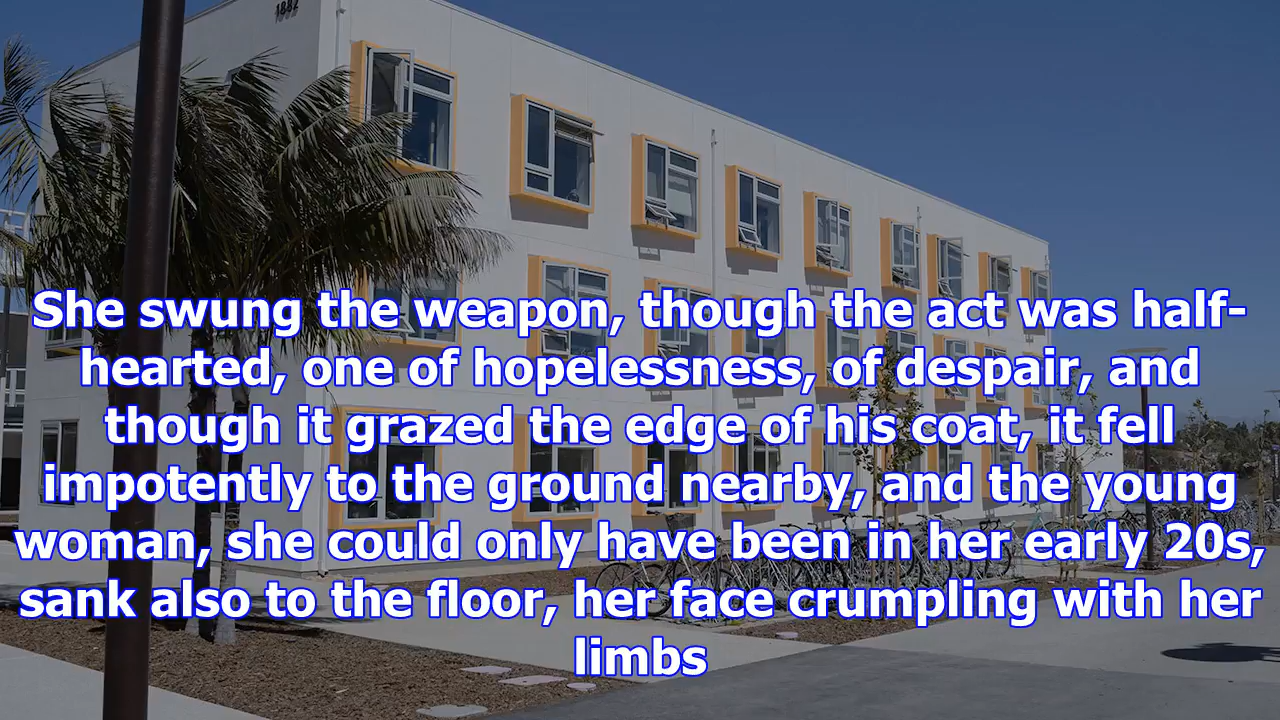 1882
She swung the weapon, though the act was half-
hearted, one of hopelessness, of despair, and
though it grazed the edge of his coat, it fell
impotently to the ground nearby, and the young
woman, she could only have been in her early 20s,
sank also to the floor, her face crumpling with her
limbs